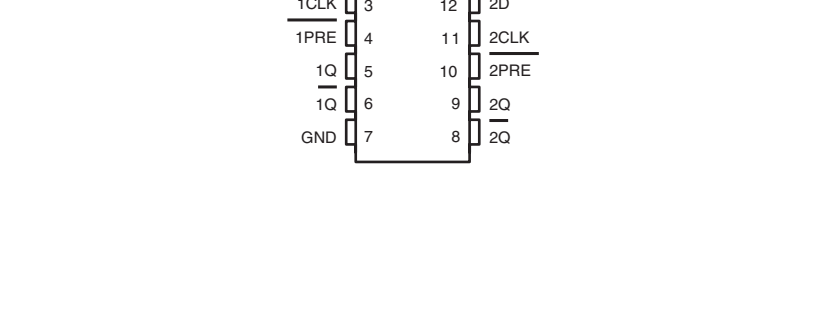 1CLK 3 12 2D
1PRE 4 11 2CLK
1Q 5 10 2PRE
1Q 6 9 2Q
GND 7 8 2Q